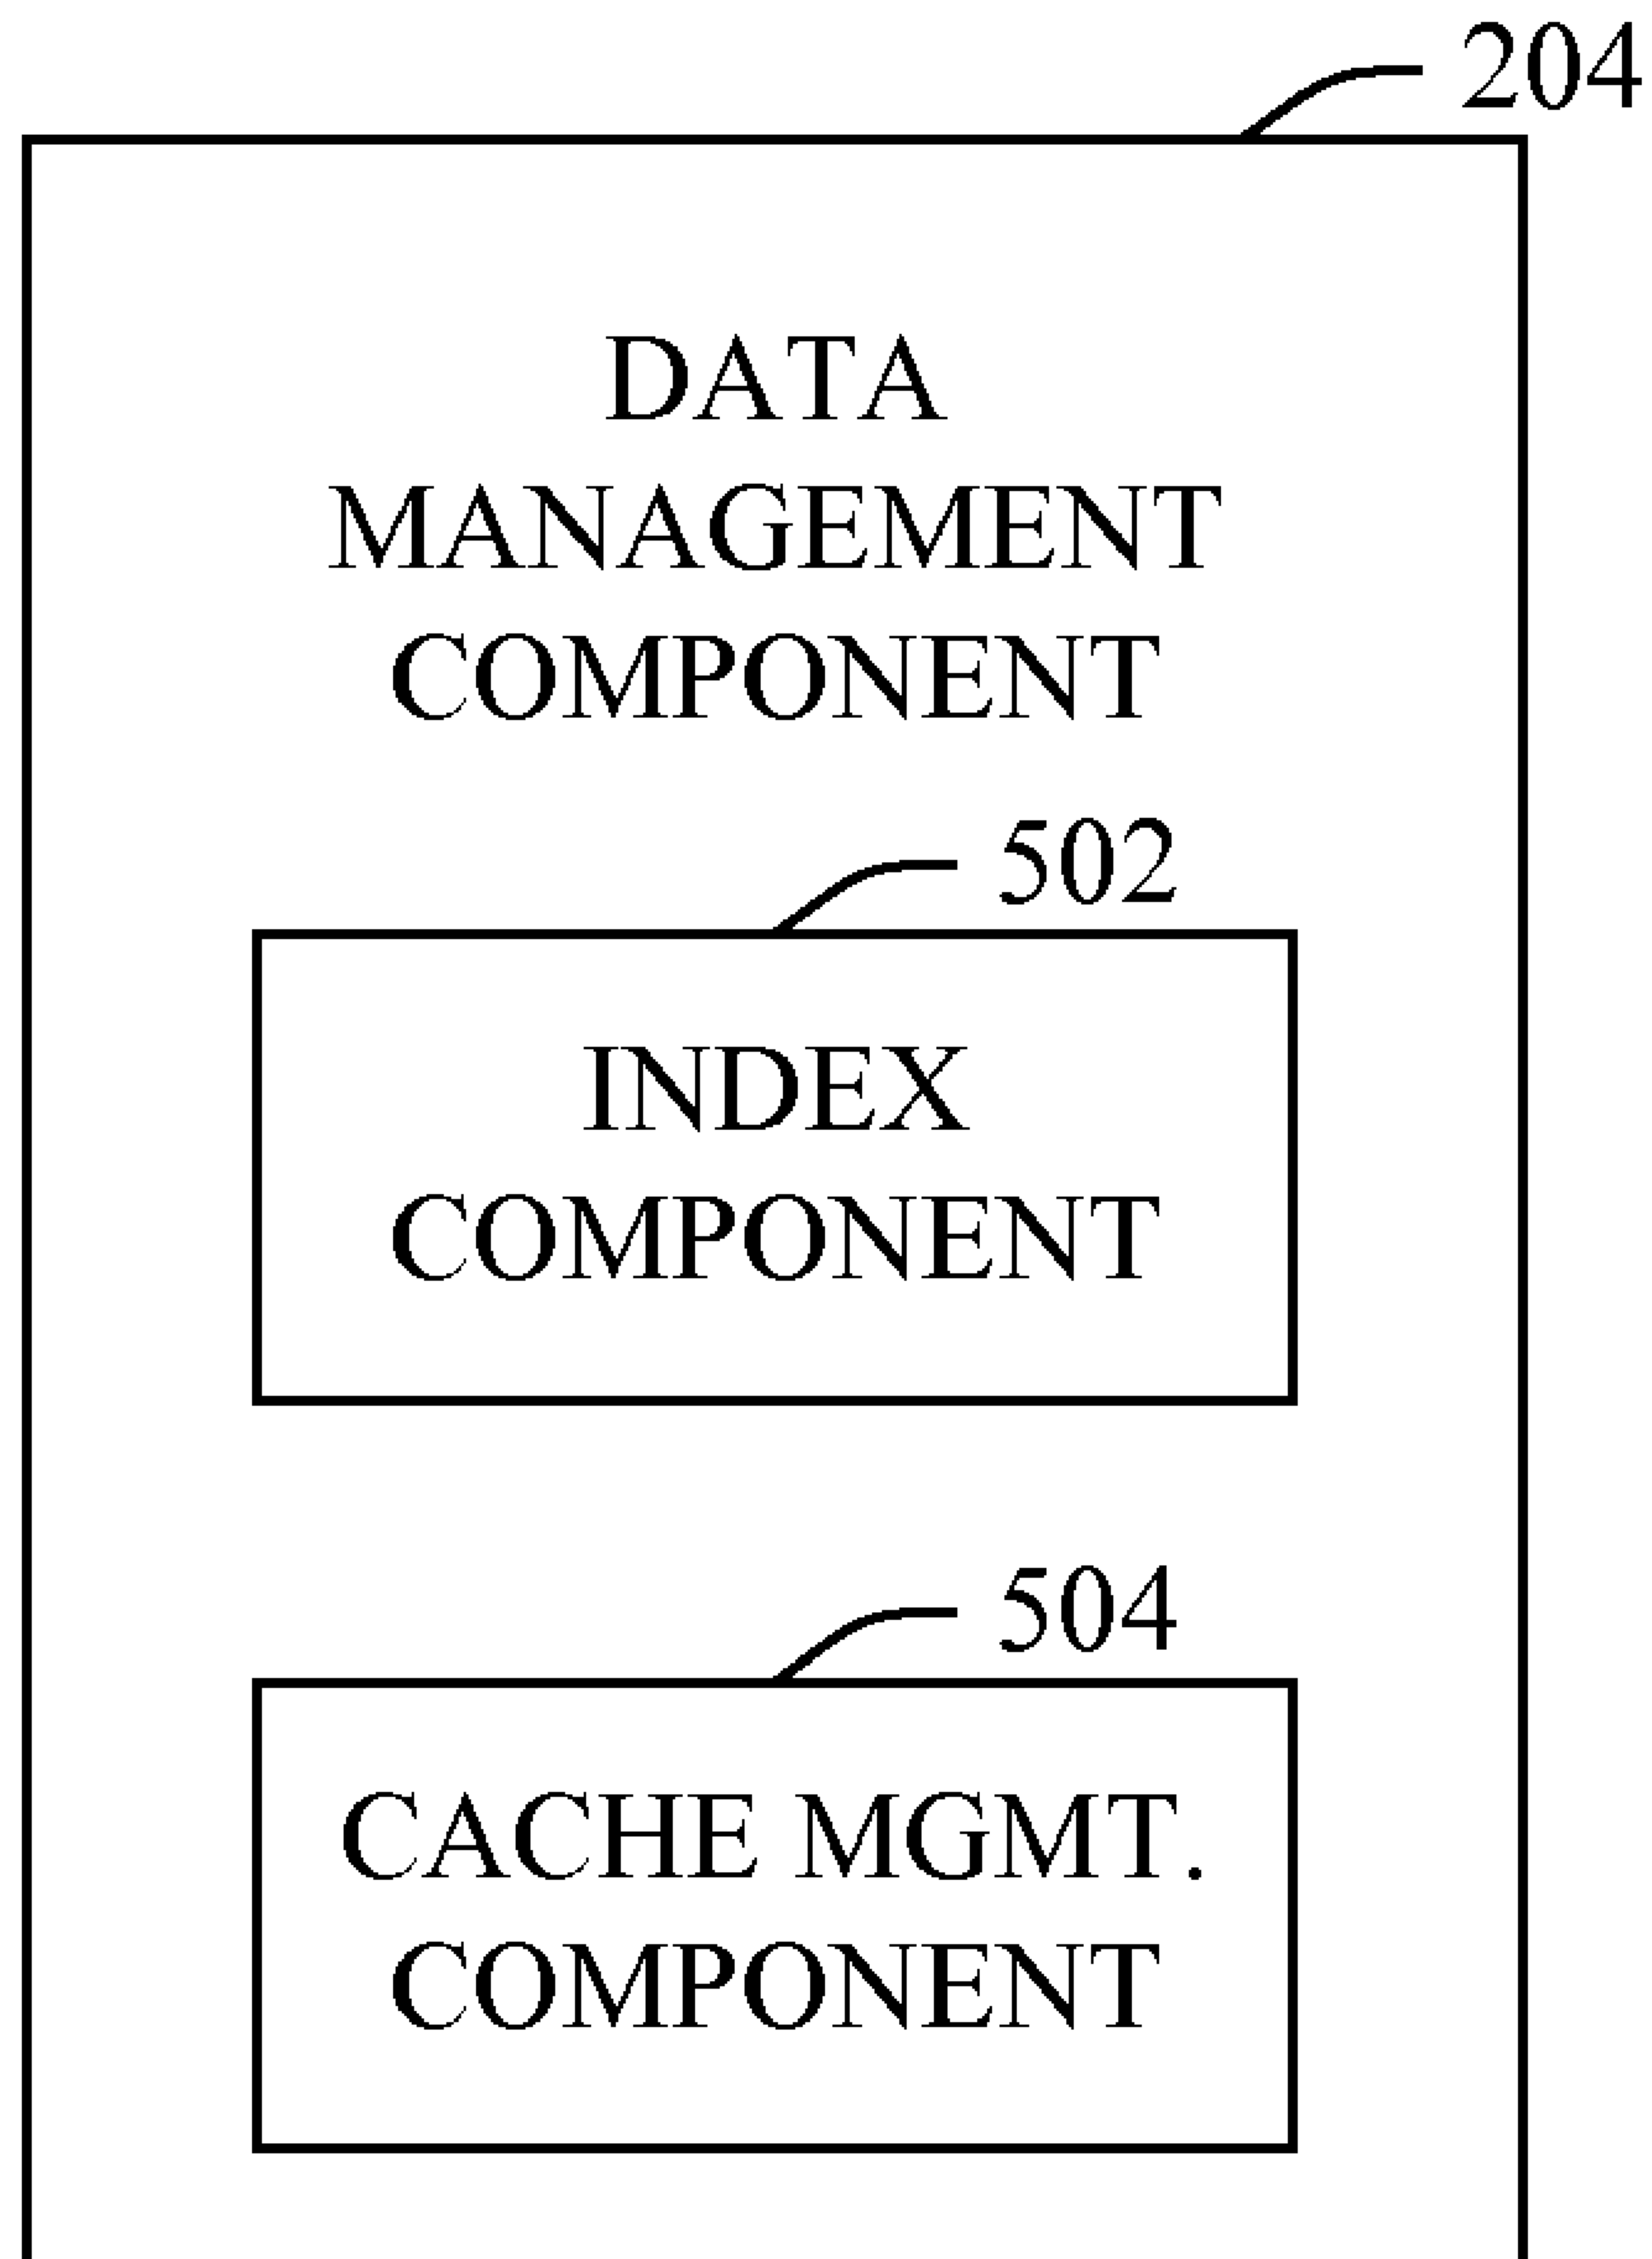 204
DATA
MANAGEMENT
COMPONENT
502
INDEX
COMPONENT
504
CACHE MGMT.
COMPONENT